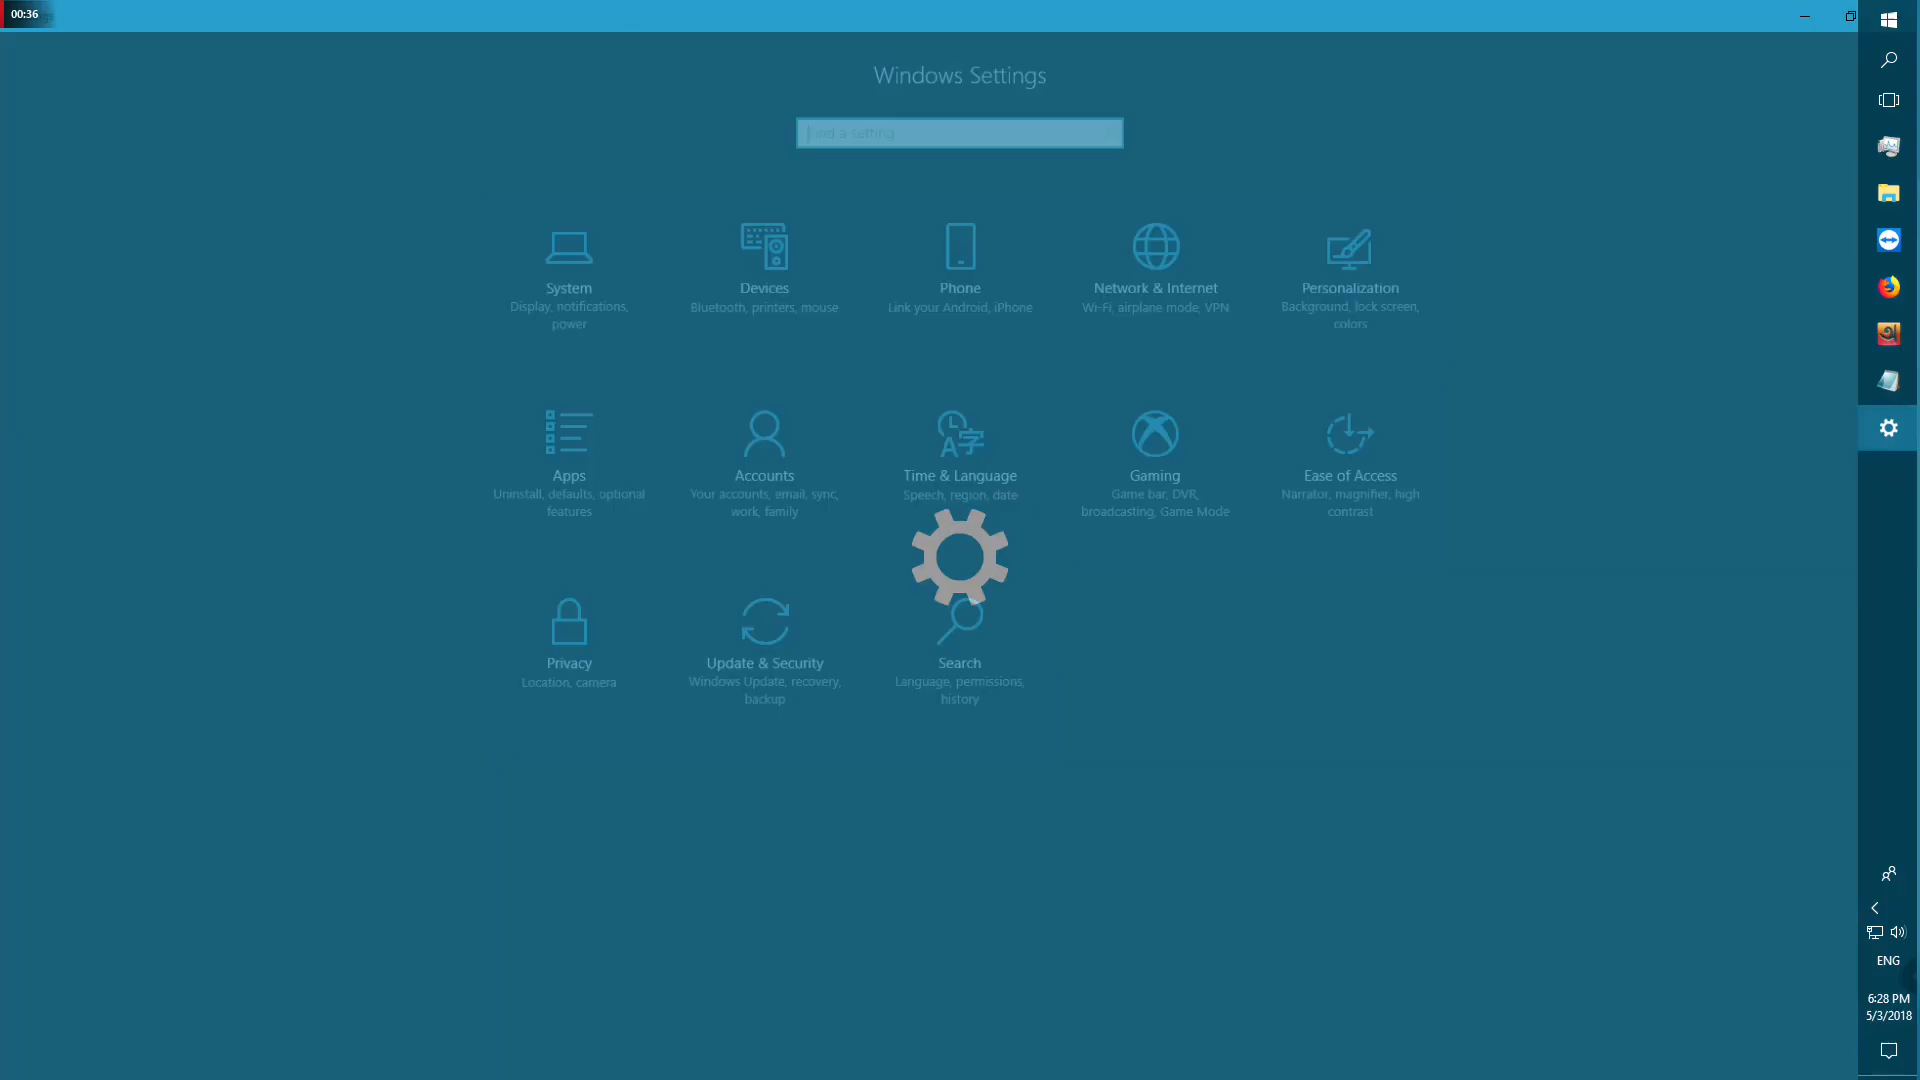 00:36
Windows Settings
a setting
System
Display, notifications,
power
Devices
Bluetooth, printers, mouse
Phone
Link your Android, iPhone
Network & Internet
Wi-Fi, airplane mode, VPN
Personalization
Background, lock screen,
colors
Apps
Uninstall, defaults, optional
features
Accounts
Your accounts, email, sync,
work, family
Time & Language
Speech, region, date
Gaming
Game bar, DVR,
broadcasting, Game Mode
Ease of Access
Narrator, magnifier, high
contrast
Privacy
Location, camera
Update & Security
Windows Update, recovery,
backup
Search
Language, permissions,
history
ENG
6:28 PM
5/3/2018